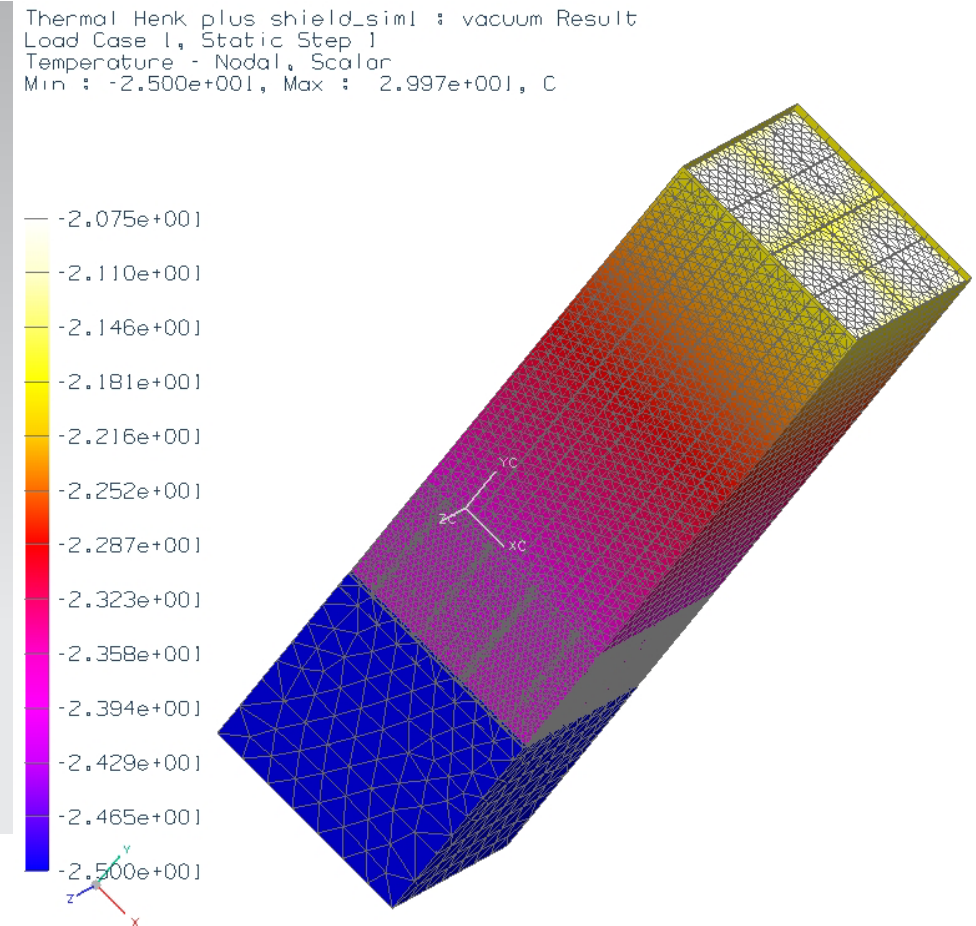 Thermal Henk plus shield_sim1 : vacuum Result
Load Case 1, Static Step 1
Temperature - Nodal, Scalar
Min : -2.500e+001, Max : 2.997e+001, C
-2.075e+001
-2.110e+001
-2.146e+001
-2.181e+001
-2.216e+001
-2.252e+001
-2.287e+001
-2.323e+001
-2.358e+001
-2.394e+001
-2.429e+001
-2.465e+001
-2.500e+001
YC
ZC
XC
Y
Z
X